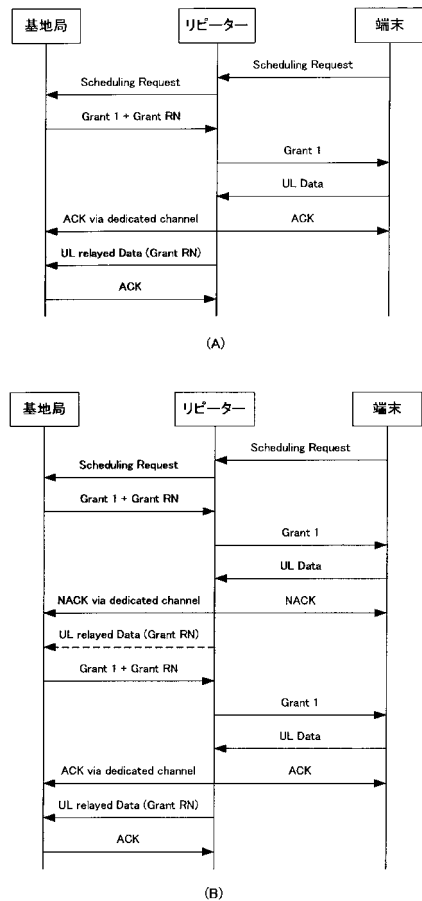 基地局 リピーター 端末
Scheduling Request
Scheduling Request
Grant 1 + Grant RN
Grant 1
UL Data
ACK via dedicated channel ACK
UL relayed Data (Grant RN)
ACK
(A)
基地局 リピーター 端末
Scheduling Request
Scheduling Request
Grant 1 + Grant RN
Grant 1
UL Data
NACK via dedicated channel NACK
UL relayed Data (Grant RN)
Grant 1 + Grant RN
Grant 1
UL Data
ACK via dedicated channel ACK
UL relayed Data (Grant RN)
ACK
(B)